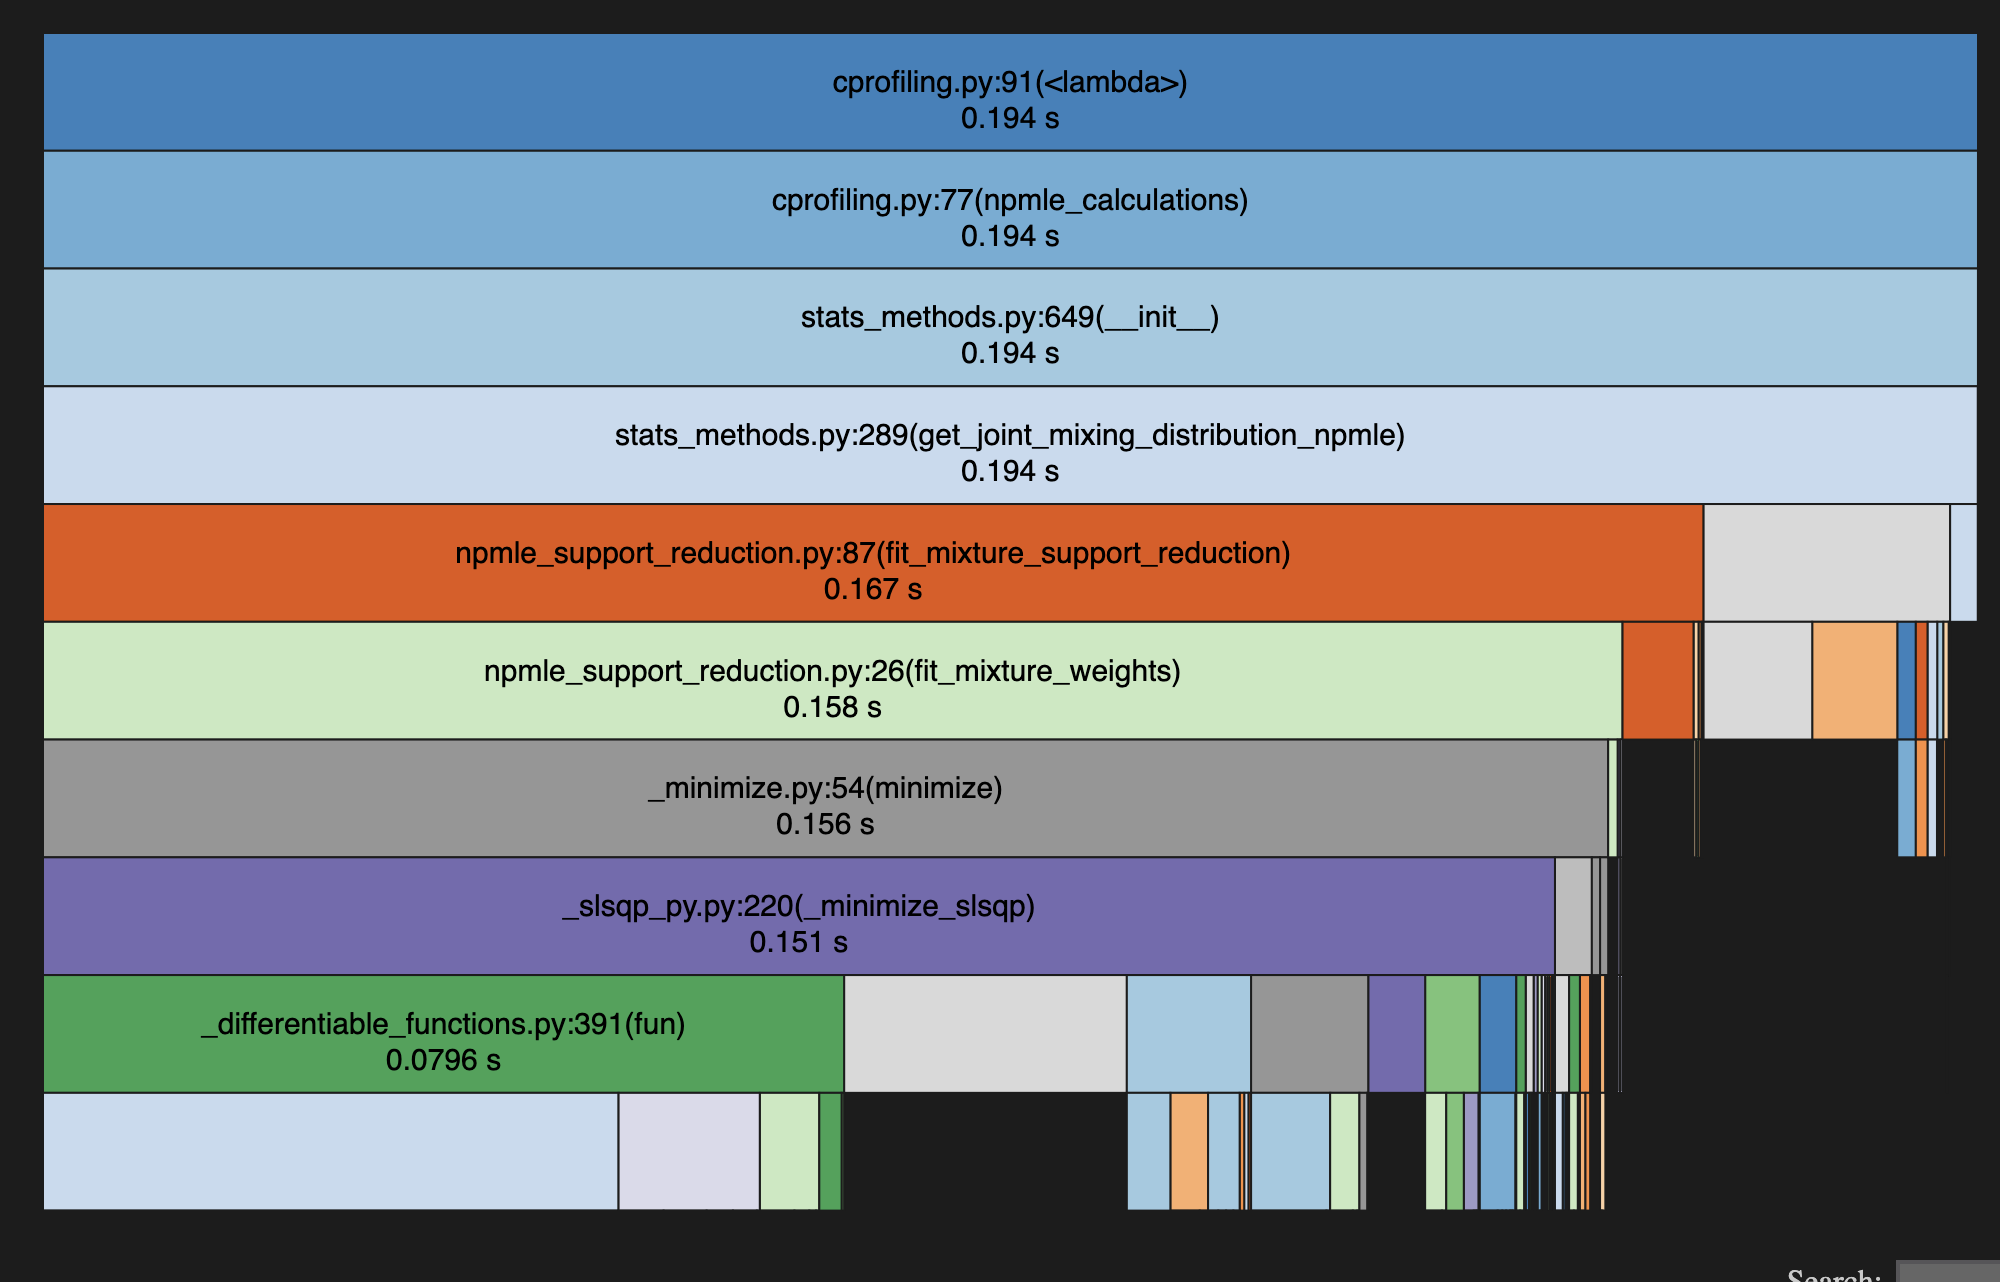 cprofiling.py:91(<lambda>)
0.194 s
cprofiling.py:77(npmle_calculations)
0.194 s
stats_methods.py:649(__init__)
0.194 s
stats_methods.py:289(get_joint_mixing_distribution_npmle)
0.194 s
npmle_support_reduction.py:87(fit_mixture_support_reduction)
0.167 s
npmle_support_reduction.py:26(fit_mixture_weights)
0.158 s
_minimize.py:54(minimize)
0.156 s
_slsqp_py.py:220(_minimize_slsqp)
0.151 s
_differentiable_functions.py:391(fun)
0.0796 s
Search: